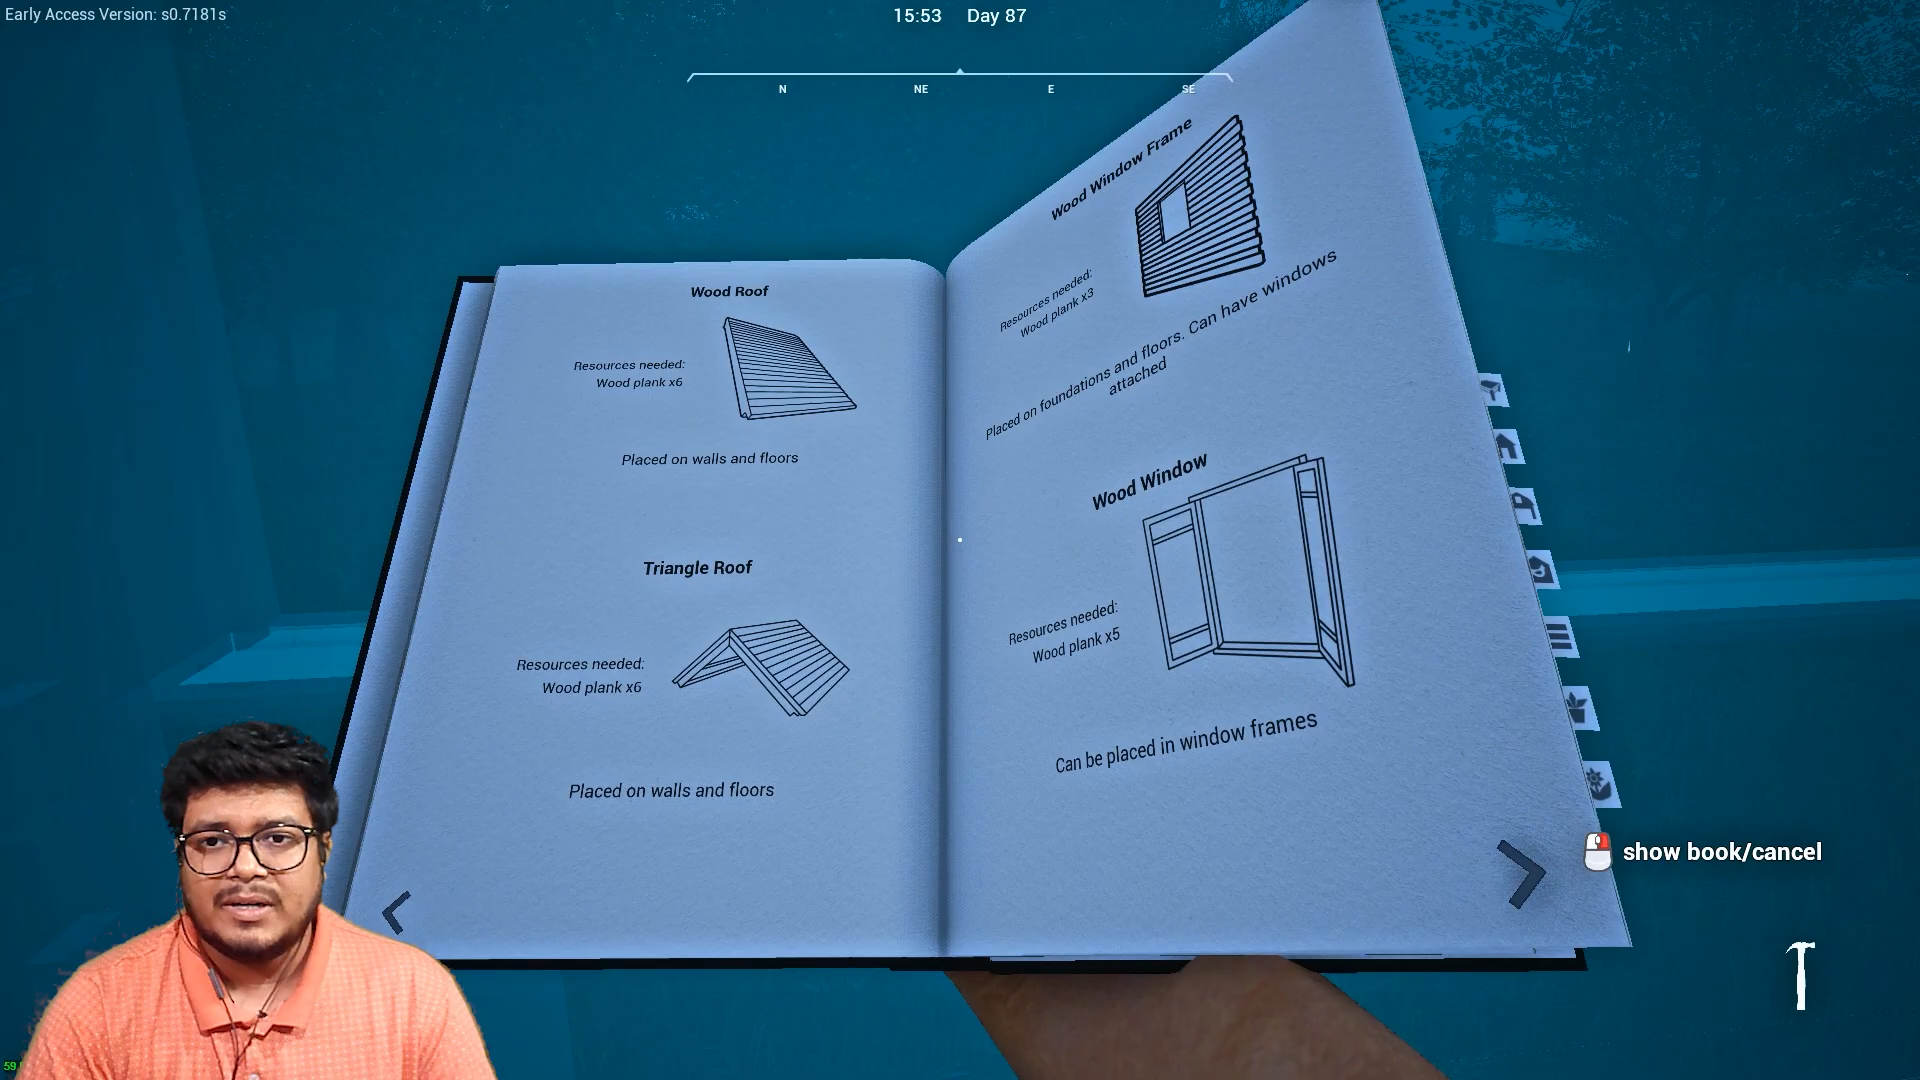 Early Access Version: s0.7181s
15:53 Day 87
N NE E SE
Wood Roof
Resources needed:
Wood plank x6
Placed on walls and floors
Triangle Roof
Resources needed:
Wood plank x6
Placed on walls and floors
Wood Window Frame
Resources needed:
Wood plank x3
Placed on foundations and floors. Can have windows
attached
Wood Window
Resources needed:
Wood plank x5
Can be placed in window frames
show book/cancel
59